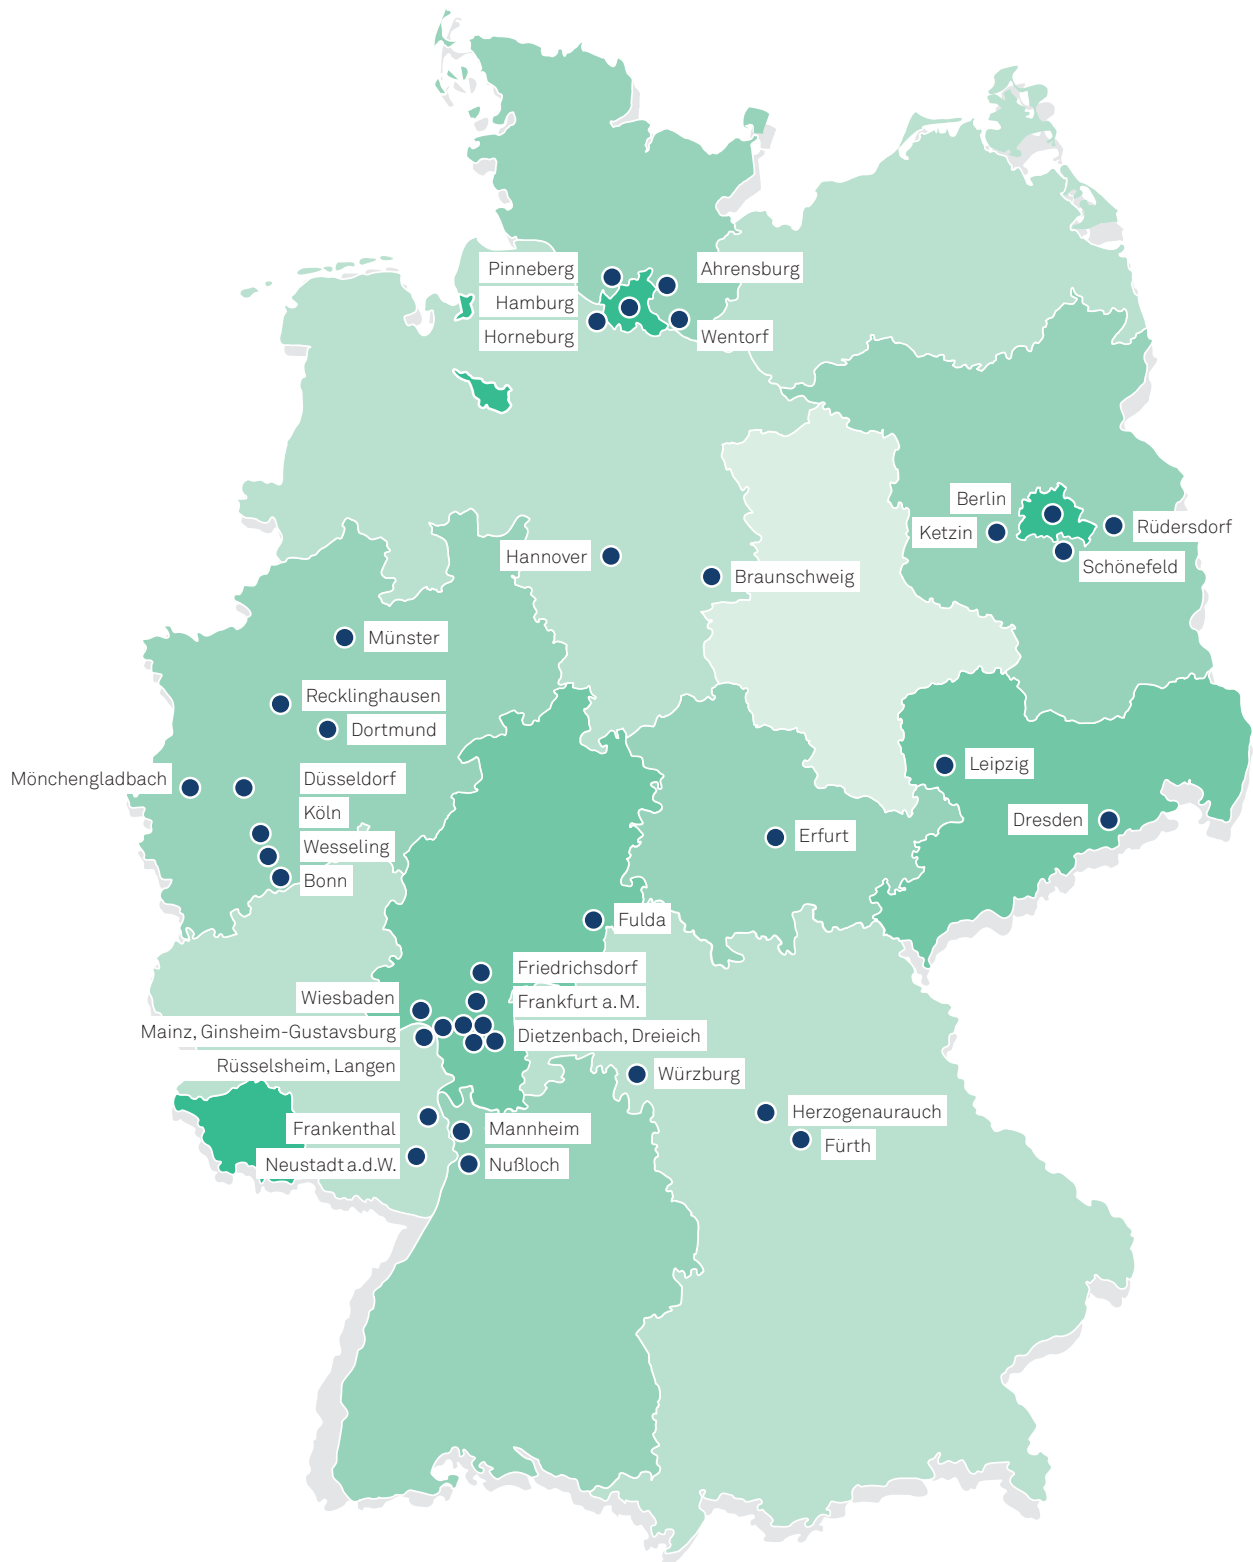 Pinneberg
Ahrensburg
Hamburg
Horneburg
Wentorf
Berlin
Ketzin
Rüdersdorf
Schönefeld
Hannover
Braunschweig
Münster
Recklinghausen
Dortmund
Mönchengladbach
Düsseldorf
Köln
Wesseling
Bonn
Leipzig
Dresden
Erfurt
Fulda
Friedrichsdorf
Wiesbaden
Frankfurt a. M.
Mainz, Ginsheim-Gustavsburg
Dietzenbach, Dreieich
Rüsselsheim, Langen
Würzburg
Herzogenaurauch
Fürth
Frankenthal
Mannheim
Neustadt a.d.W.
Nußloch